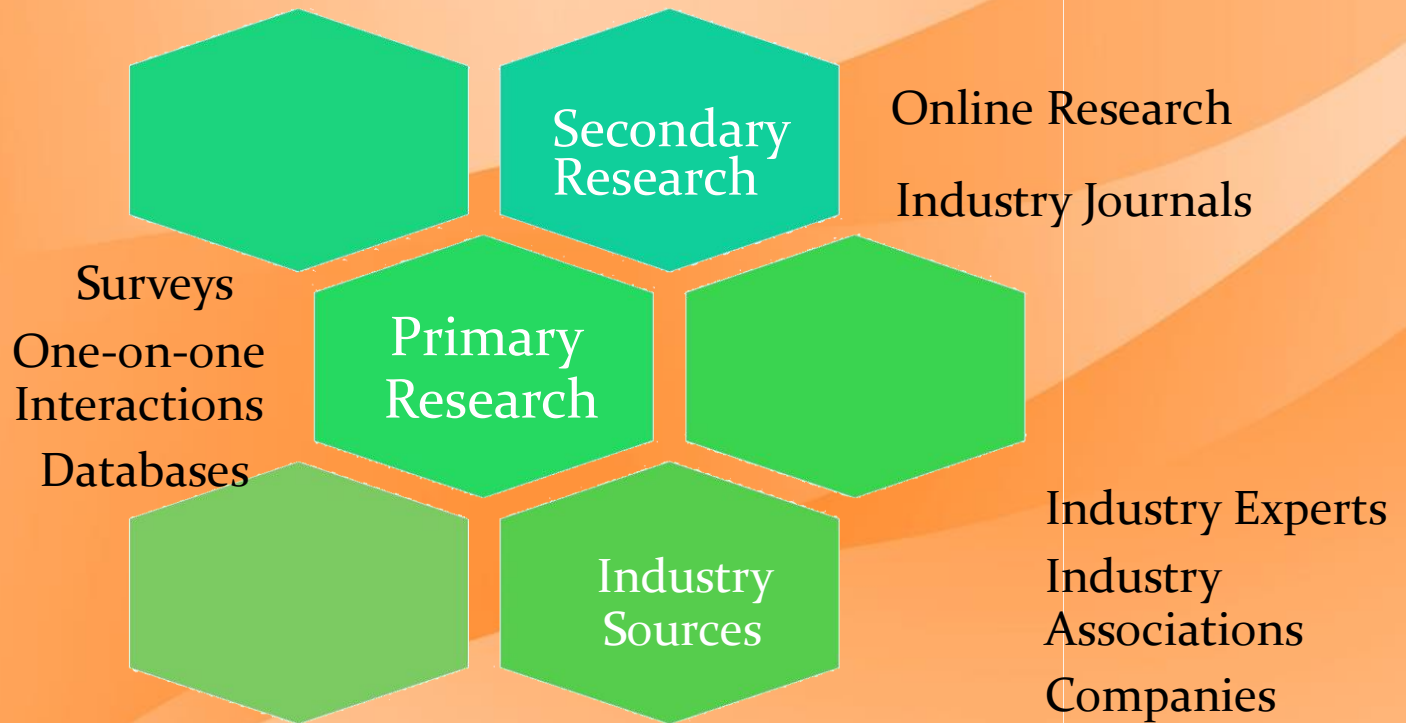 Secondary
Research
Online Research
Industry Journals
Surveys
One-on-one
Interactions
Databases
Primary
Research
Industry
Sources
Industry Experts
Industry
Associations
Companies